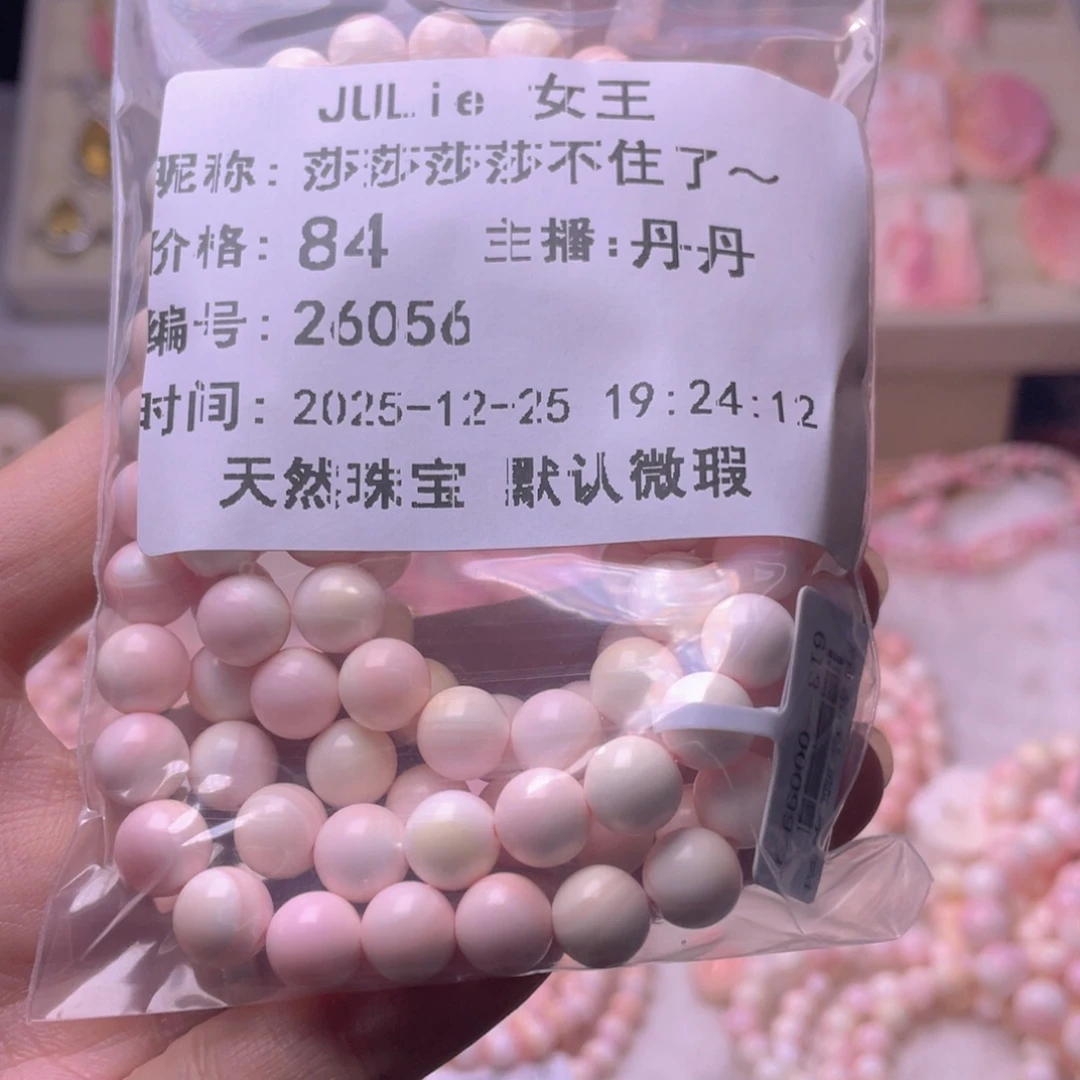 JULie 女王
昵称：莎莎莎莎不住了～
价格：84 主播：丹丹
编号：26056
时间：2025-12-25 19:24:12
天然珠宝 默认微瑕